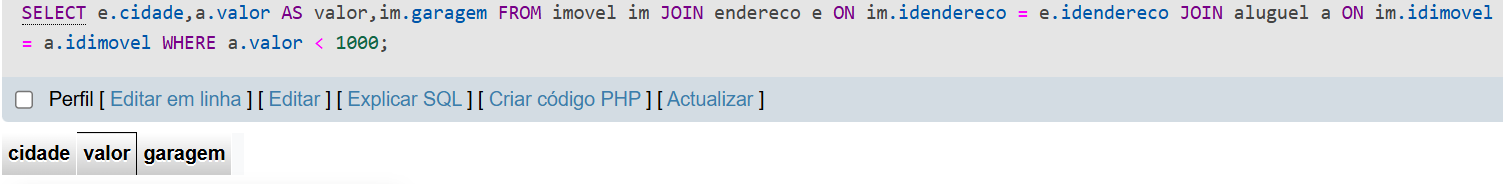 SELECT e.cidade,a.valor AS valor,im.garagem FROM imovel im JOIN endereco e ON im.idendereco = e.idendereco JOIN aluguel a ON im.idimovel
= a.idimovel WHERE a.valor < 1000;
Perfil [ Editar em linha ] [ Editar ] [ Explicar SQL ] [ Criar código PHP ] [ Actualizar ]
cidade valor garagem